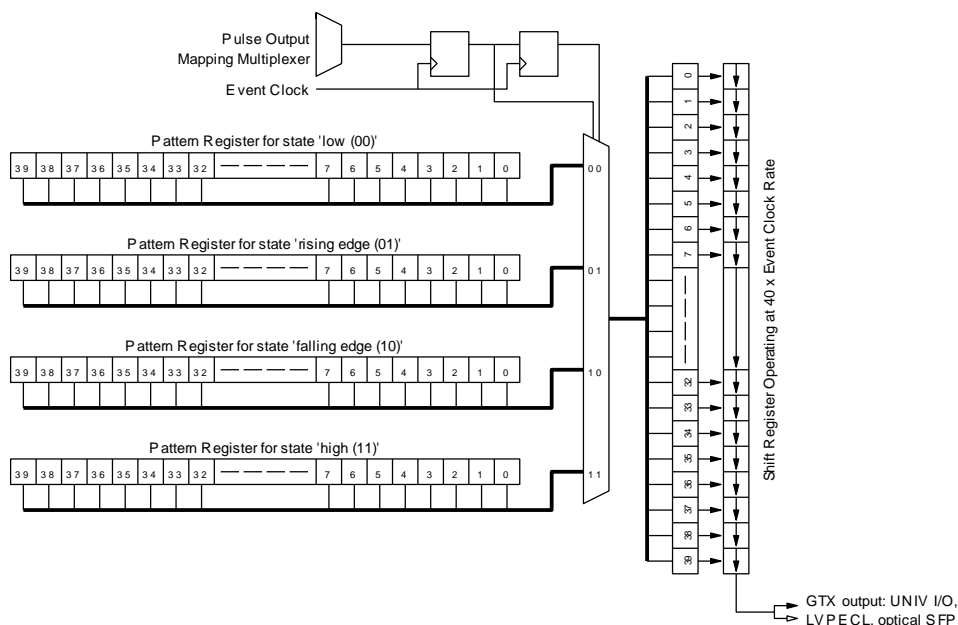 Pulse Output
Mapping Multiplexer
Event Clock
Pattern Register for state 'low (00)'
39 38 37 36 35 34 33 32 7 6 5 4 3 2 1 0
00
Pattern Register for state 'rising edge (01)'
39 38 37 36 35 34 33 32 7 6 5 4 3 2 1 0
01
Pattern Register for state 'falling edge (10)'
39 38 37 36 35 34 33 32 7 6 5 4 3 2 1 0
10
Pattern Register for state 'high (11)'
39 38 37 36 35 34 33 32 7 6 5 4 3 2 1 0
11
0
1
2
3
4
5
6
7
32
33
34
35
36
37
38
39
Shift Register Operating at 40 x Event Clock Rate
GTX output: UNIV I/O,
LVPECL, optical SFP